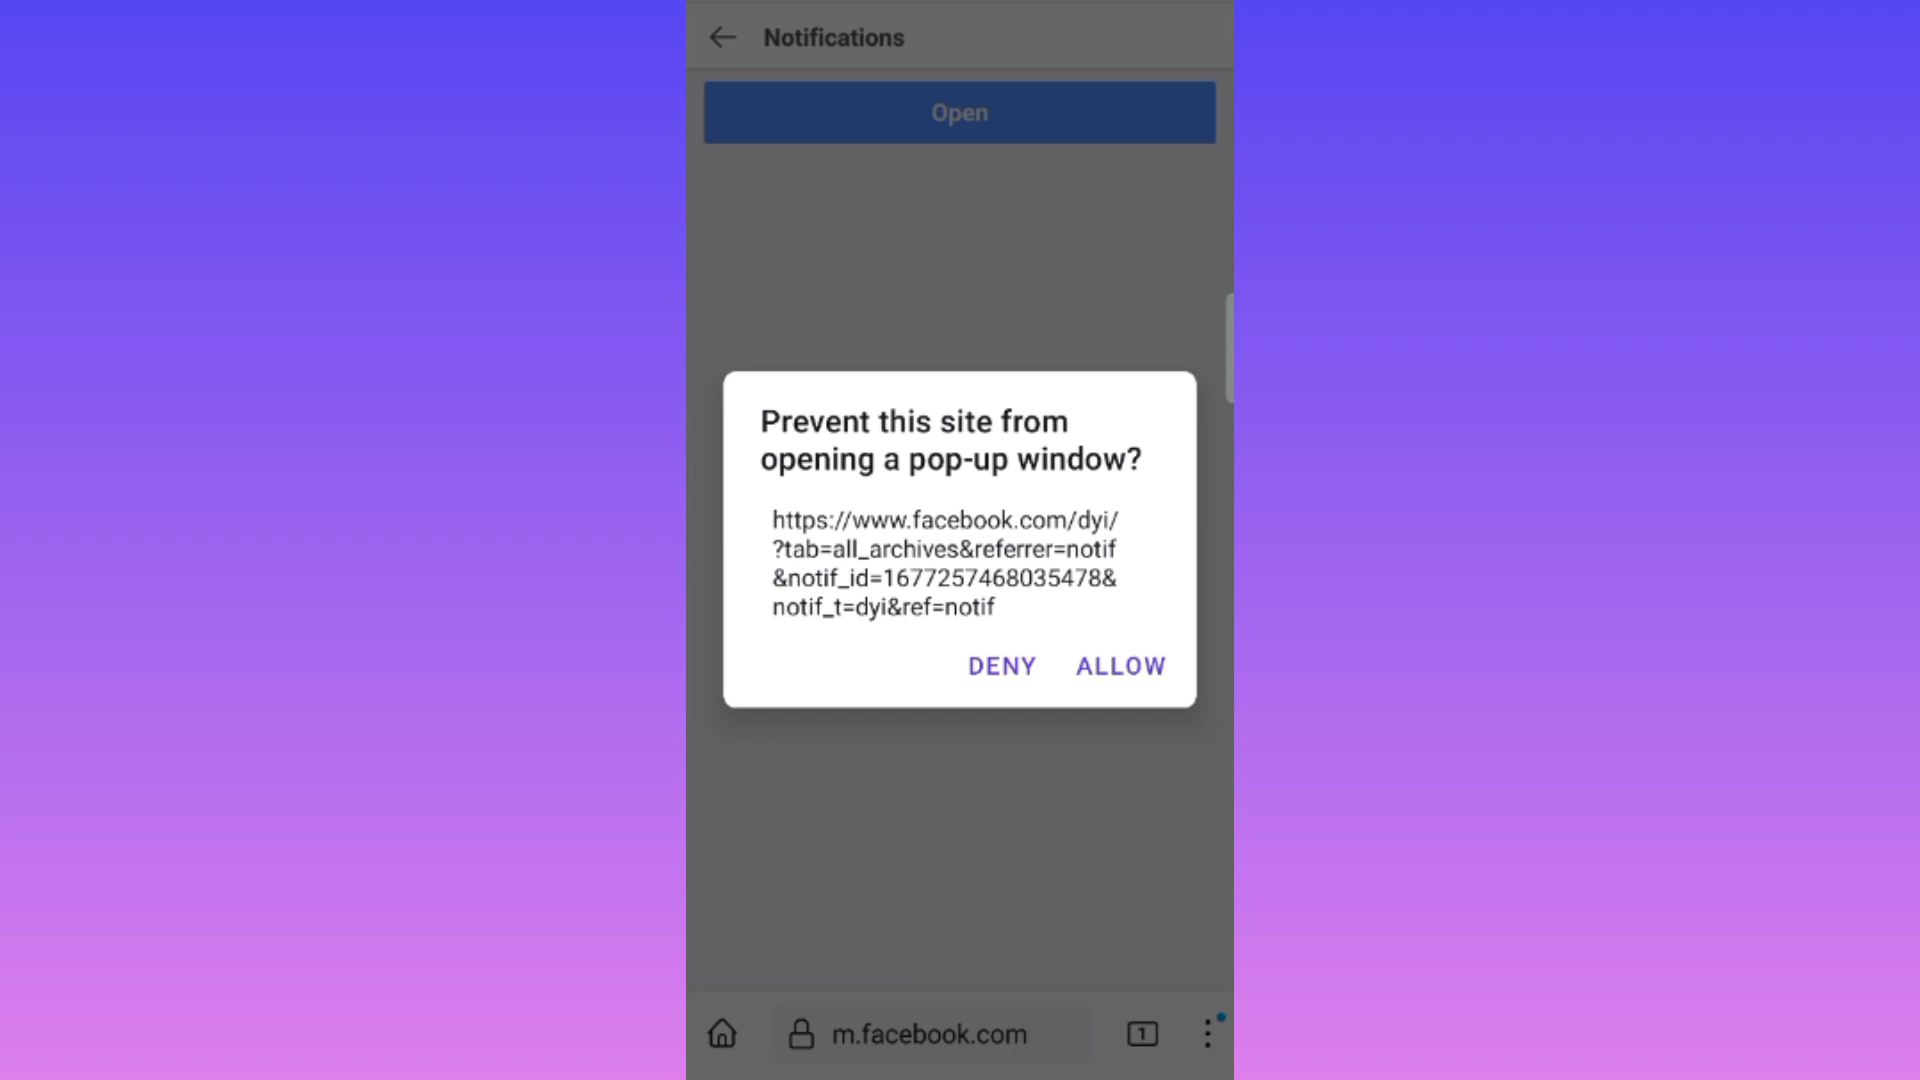 Notifications
Open
Prevent this site from
opening a pop-up window?
https://www.facebook.com/dyi/
?tab=all_archives&referrer=notif
&notif_id=1677257468035478&
notif_t=dyi&ref=notif
DENY ALLOW
m.facebook.com 1